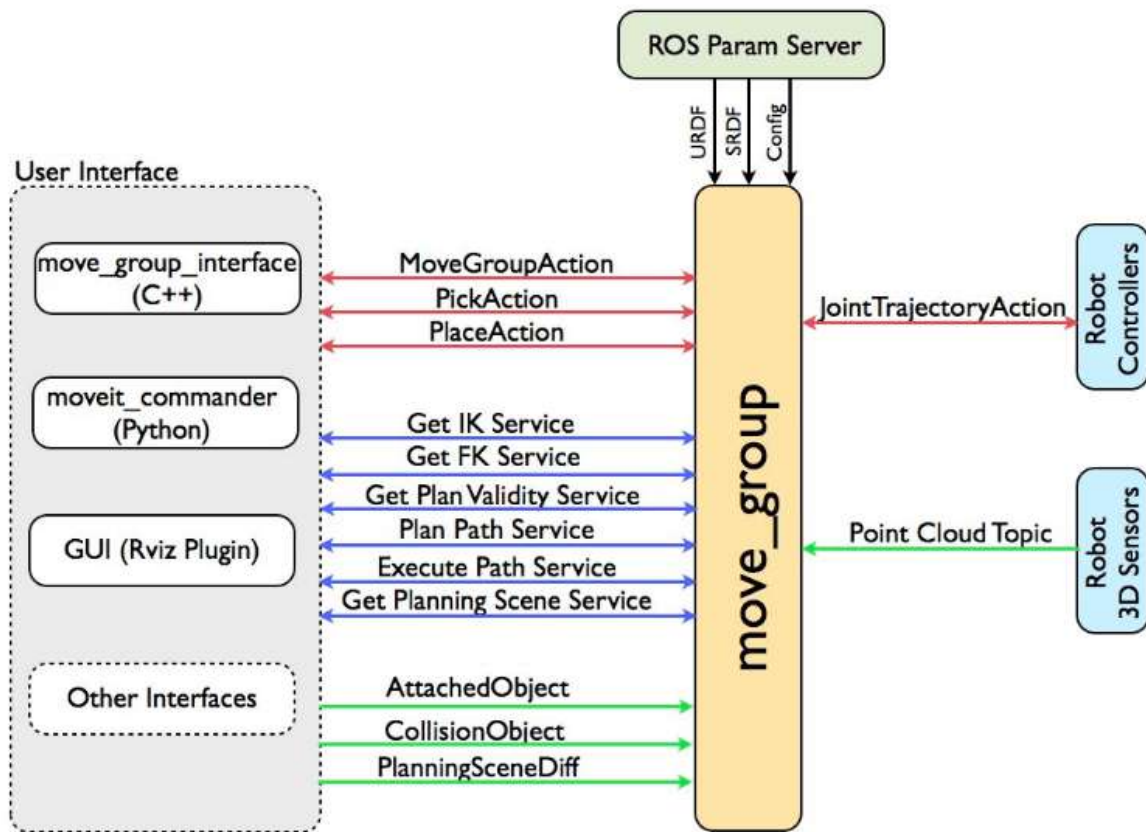 ROS Param Server
URDF
SRDF
Config
User Interface
move_group_interface
(C++)
moveit_commander
(Python)
GUI (Rviz Plugin)
Other Interfaces
MoveGroupAction
PickAction
PlaceAction
Get IK Service
Get FK Service
Get Plan Validity Service
Plan Path Service
Execute Path Service
Get Planning Scene Service
AttachedObject
CollisionObject
PlanningSceneDiff
move_group
JointTrajectoryAction
Robot
Controllers
Point Cloud Topic
Robot
3D Sensors